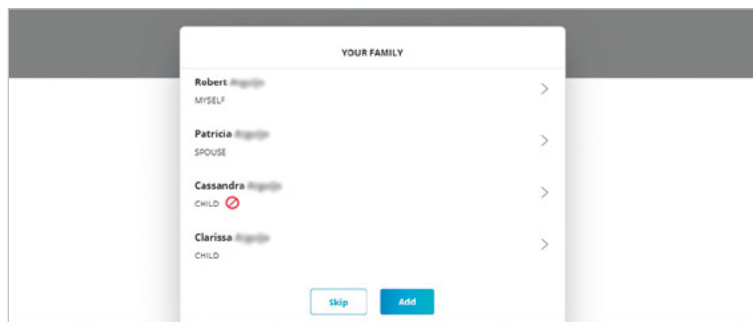 YOUR FAMILY
Robert
MYSELF
Patricia
SPOUSE
Cassandra
CHILD
Clarissa
CHILD
Skip Add